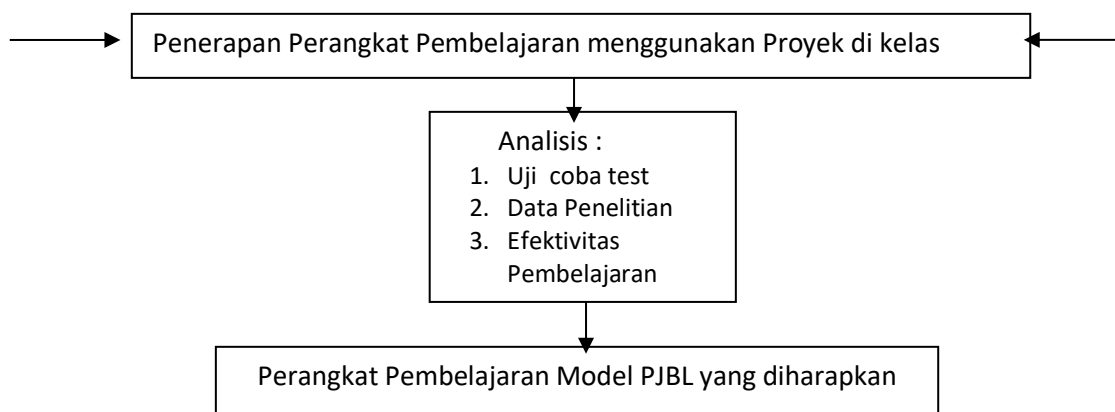 Penerapan Perangkat Pembelajaran menggunakan Proyek di kelas
Analisis :
1. Uji coba test
2. Data Penelitian
3. Efektivitas
Pembelajaran
Perangkat Pembelajaran Model PJBL yang diharapkan